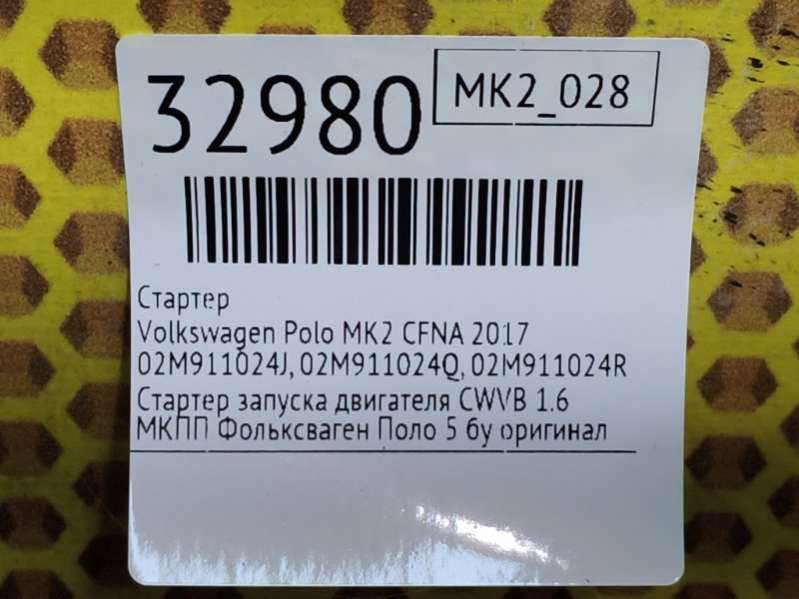 32980
MK2_028
Стартер
Volkswagen Polo MK2 CFNA 2017
02M911024J, 02M911024Q, 02M911024R
Стартер запуска двигателя CWVB 1.6
МКПП Фольксваген Поло 5 бу оригинал